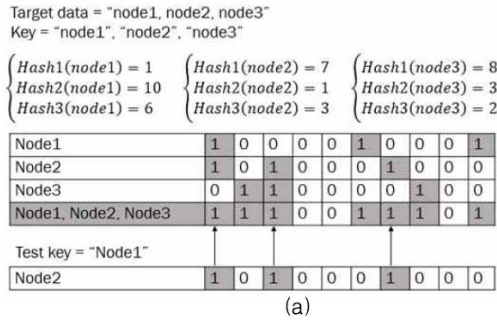 Target data = “node1, node2, node3”
Key = “node1”, “node2”, “node3”
Hash1(node1) = 1 Hash1(node2) = 7 Hash1(node3) = 8
Hash2(node1) = 10 Hash2(node2) = 1 Hash2(node3) = 3
Hash3(node1) = 6 Hash3(node2) = 3 Hash3(node3) = 2
Node1 1 0 0 0 0 1 0 0 0 1
Node2 1 0 1 0 0 0 1 0 0 0
Node3 0 1 1 0 0 0 0 1 0 0
Node1, Node2, Node3 1 1 1 0 0 1 1 1 0 1
Test key = “Node1”
Node2 1 0 1 0 0 0 1 0 0 0
(a)